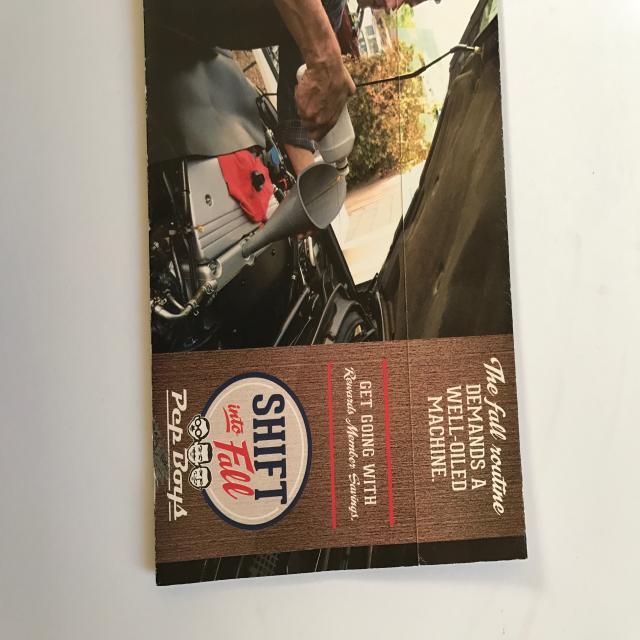 The fall routine
DEMANDS A
WELL-OILED
MACHINE.
GET GOING WITH
Rewards Member Savings.
SHIFT
into
Fall
Pep Boys